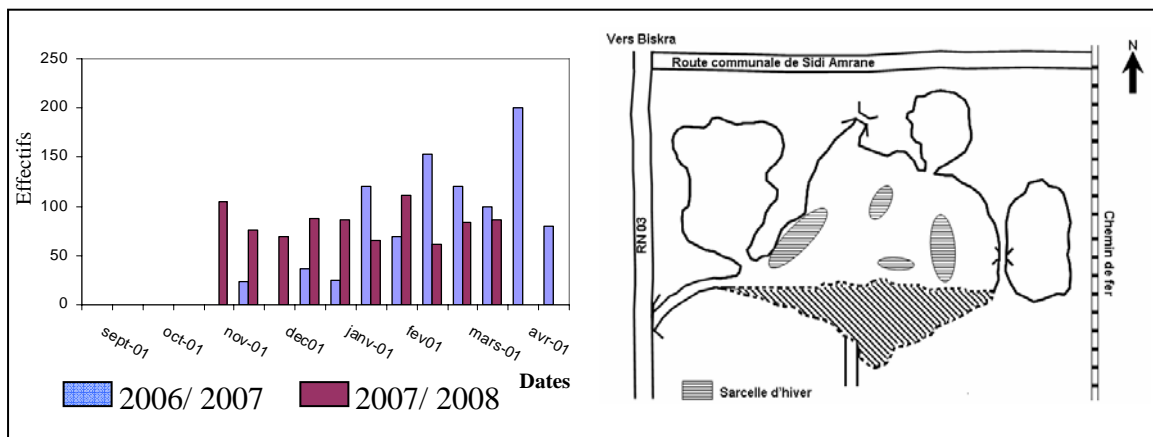 250
200
150
100
50
0
Effectifs
sept-01
oct-01
nov-01
dec01
janv-01
fev01
mars-01
avr-01
Dates
2006/ 2007
2007/ 2008
Vers Biskra
N
Route communale de Sidi Amrane
RN 03
Chemin de fer
Sarcelle d'hiver